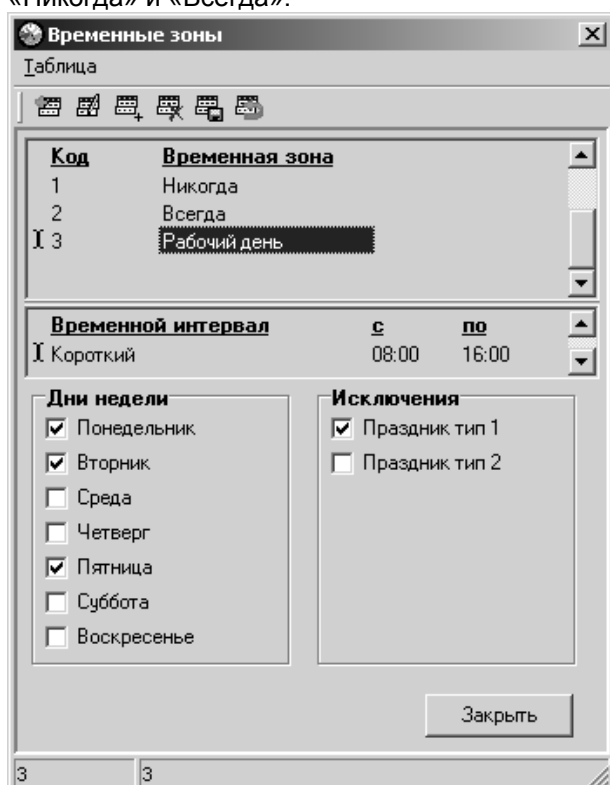 «Никогда» и «Всегда».
Временные зоны
Таблица
Код Временная зона
1 Никогда
2 Всегда
3 Рабочий день
Временной интервал с по
Короткий 08:00 16:00
Дни недели
Понедельник
Вторник
Среда
Четверг
Пятница
Суббота
Воскресенье
Исключения
Праздник тип 1
Праздник тип 2
Закрыть
3 3